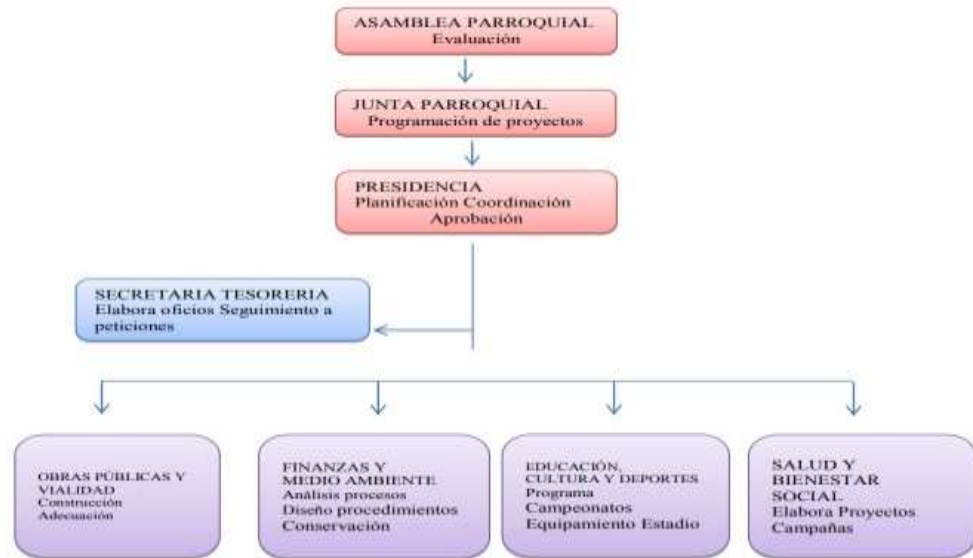 ASAMBLEA PARROQUIAL
Evaluación
JUNTA PARROQUIAL
Programación de proyectos
PRESIDENCIA
Planificación Coordinación
Aprobación
SECRETARIA TESORERIA
Elabora oficios Seguimiento a
peticiones
OBRAS PÚBLICAS Y
VIALIDAD
Construcción
Adecuación
FINANZAS Y
MEDIO AMBIENTE
Análisis procesos
Diseño procedimientos
Conservación
EDUCACIÓN,
CULTURA Y DEPORTES
Programa
Campeonatos
Equipamiento Estadio
SALUD Y
BIENESTAR
SOCIAL
Elabora Proyectos
Campañas